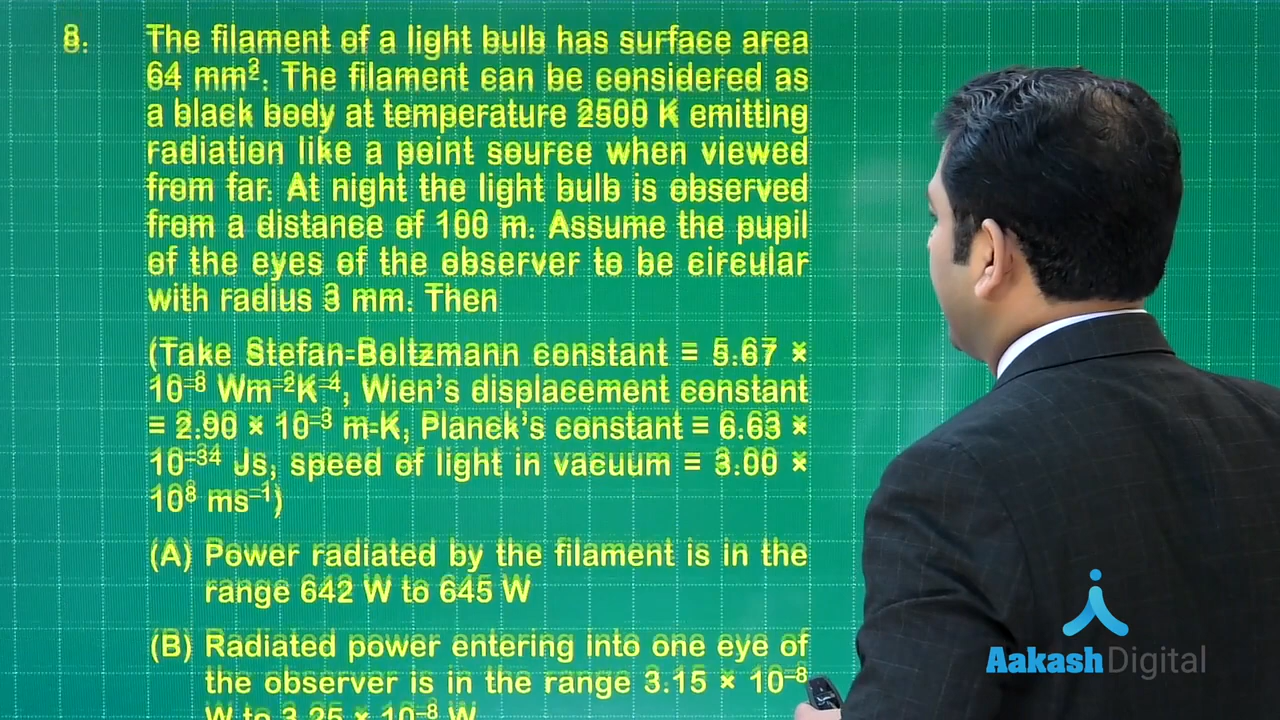 8. The filament of a light bulb has surface area
64 mm². The filament can be considered as
a black body at temperature 2500 K emitting
radiation like a point source when viewed
from far. At night the light bulb is observed
from a distance of 100 m. Assume the pupil
of the eyes of the observer to be circular
with radius 3 mm. Then
(Take Stefan-Boltzmann constant = 5.67 ×
10⁻⁸ Wm⁻²K⁻⁴, Wien's displacement constant
= 2.90 × 10⁻³ m-K, Planck's constant = 6.63 ×
10⁻³⁴ Js, speed of light in vacuum = 3.00 ×
10⁸ ms⁻¹)
(A) Power radiated by the filament is in the
range 642 W to 645 W
(B) Radiated power entering into one eye of
the observer is in the range 3.15 × 10⁻⁸
W to 3.25 × 10⁻⁸ W
Aakash Digital